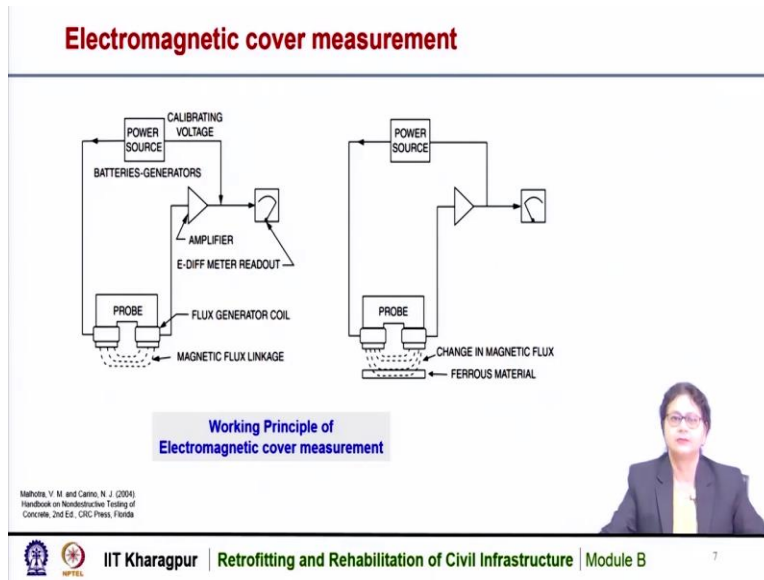 Electromagnetic cover measurement
CALIBRATING
VOLTAGE
POWER
SOURCE
BATTERIES-GENERATORS
AMPLIFIER
E-DIFF METER READOUT
PROBE
FLUX GENERATOR COIL
MAGNETIC FLUX LINKAGE
POWER
SOURCE
PROBE
CHANGE IN MAGNETIC FLUX
FERROUS MATERIAL
Working Principle of
Electromagnetic cover measurement
Malhotra, V. M. and Carino, N. J. (2004).
Handbook on Nondestructive Testing of
Concrete, 2nd Ed., CRC Press, Florida
NPTEL
IIT Kharagpur | Retrofitting and Rehabilitation of Civil Infrastructure | Module B
7